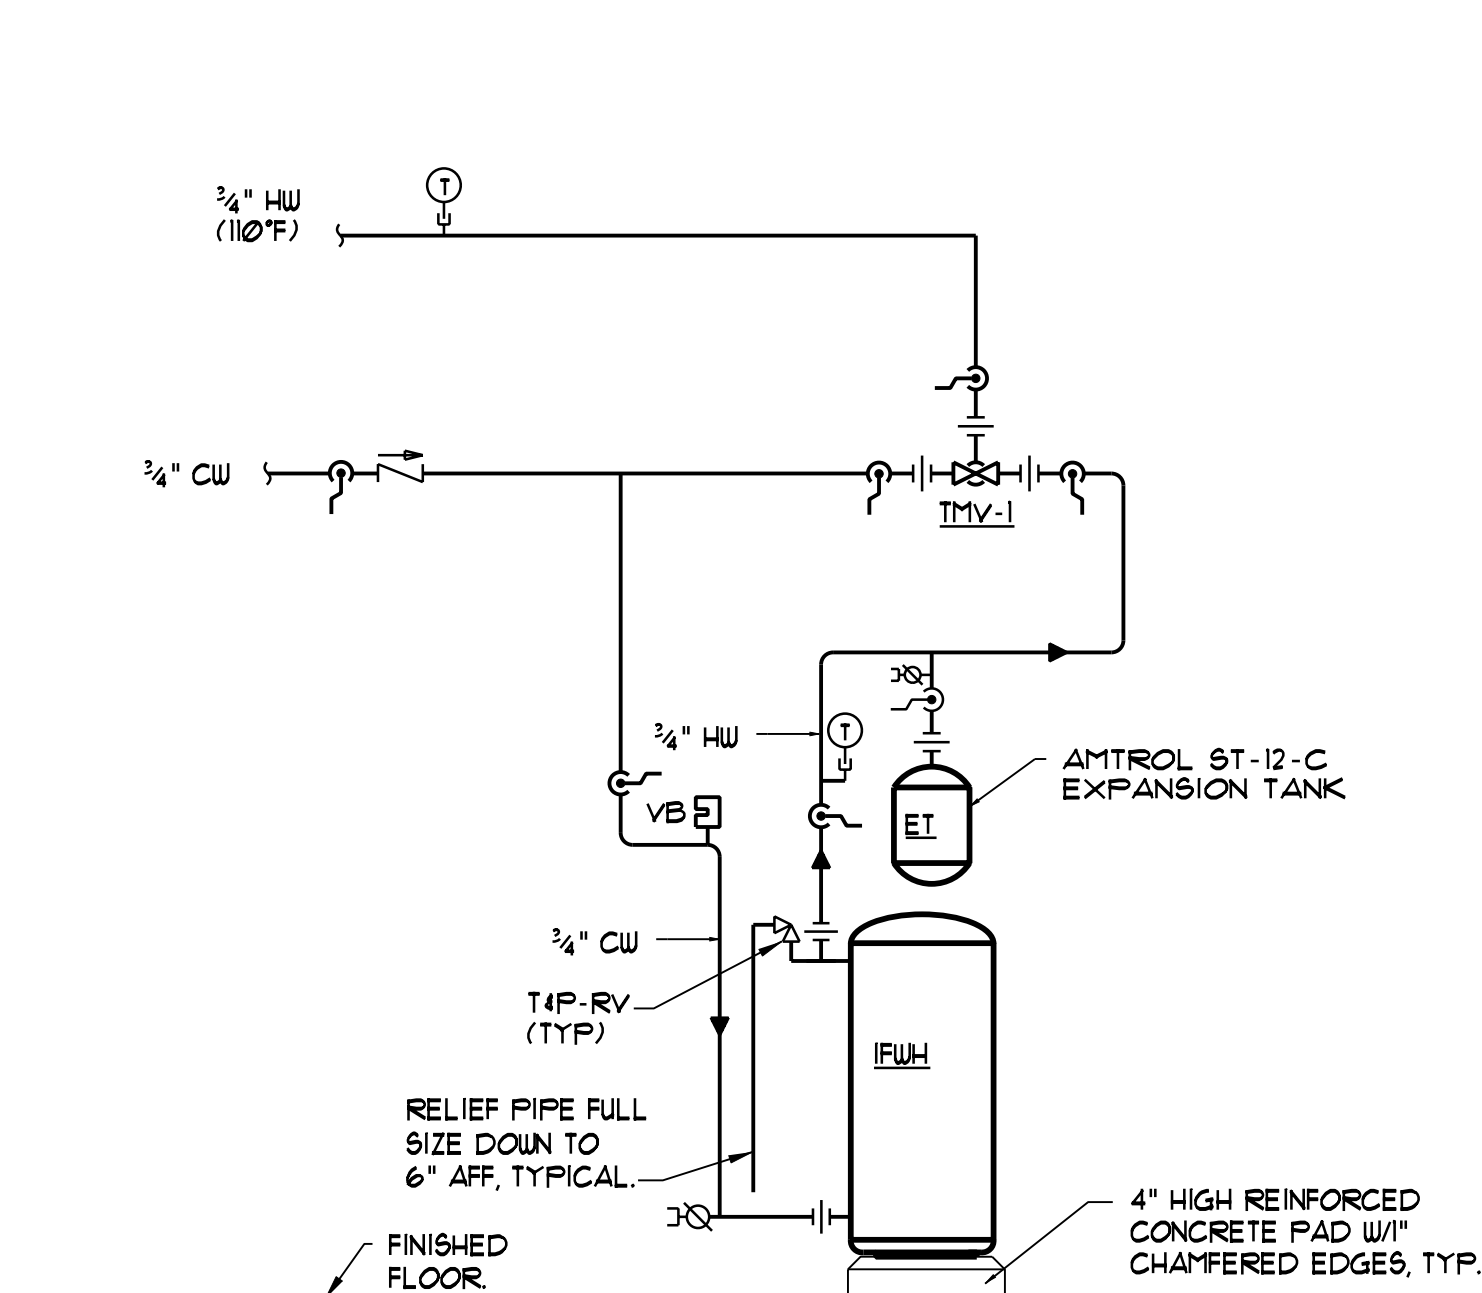 T
3/4" HW
(110°F)
3/4" CW
TMV-1
3/4" HW
T
AMTROL ST-12-C
EXPANSION TANK
VB
ET
3/4" CW
T&P-RV
(TYP)
IFWH
RELIEF PIPE FULL
SIZE DOWN TO
6" AFF, TYPICAL.
4" HIGH REINFORCED
CONCRETE PAD W/1"
CHAMFERED EDGES, TYP.
FINISHED
FLOOR.